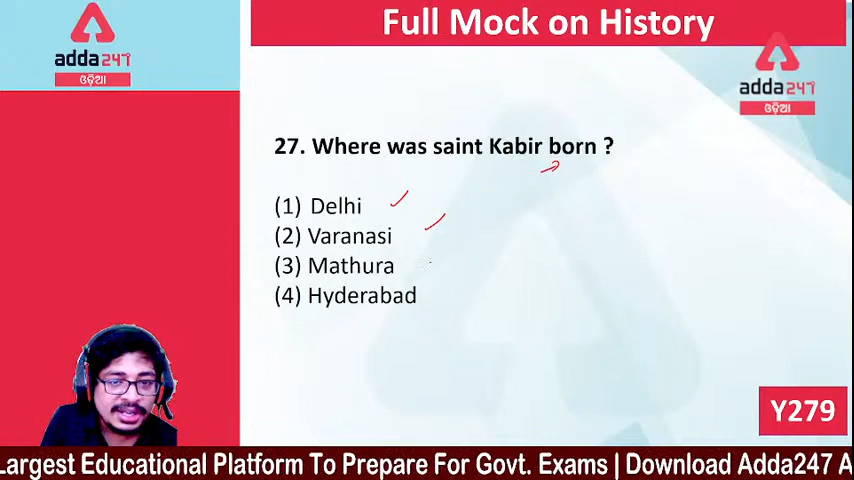 Full Mock on History
adda247
ଓଡ଼ିଆ
adda247
ଓଡ଼ିଆ
27. Where was saint Kabir born ?
(1) Delhi
(2) Varanasi
(3) Mathura
(4) Hyderabad
Y279
Largest Educational Platform To Prepare For Govt. Exams | Download Adda247 A